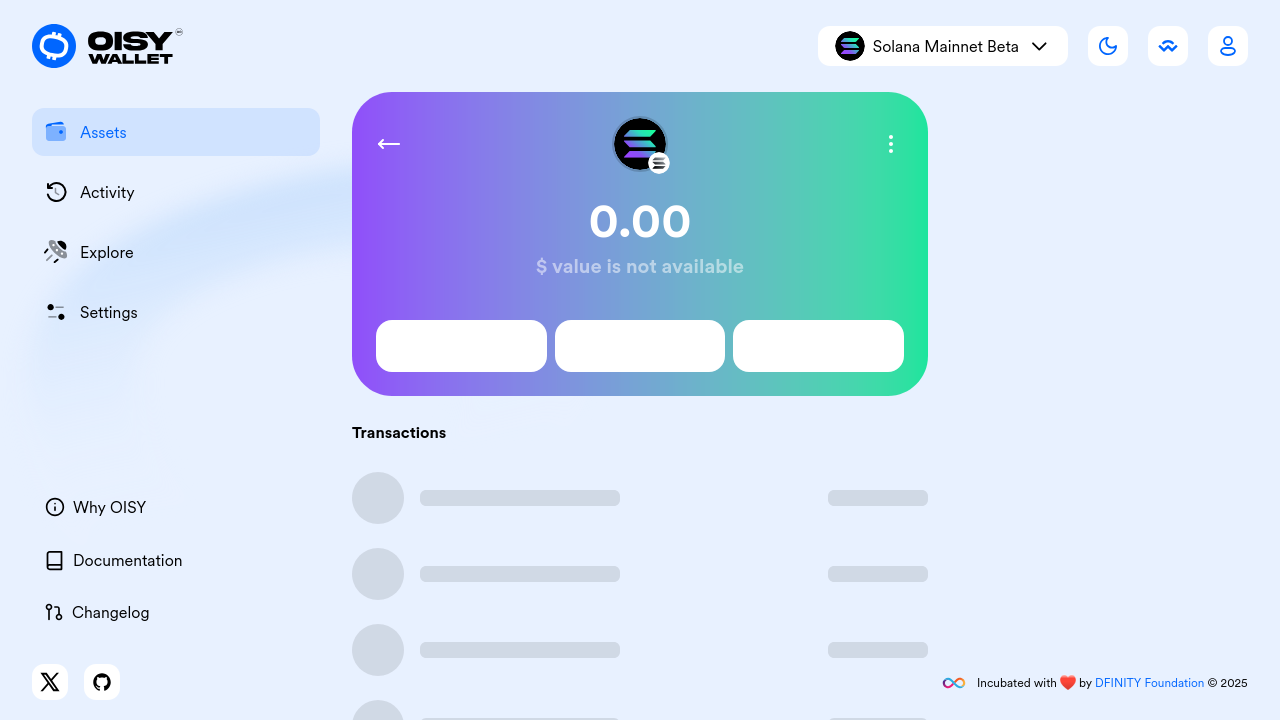 OISY
WALLET
Solana Mainnet Beta
Assets
Activity
Explore
Settings
0.00
$ value is not available
Transactions
Why OISY
Documentation
Changelog
Incubated with ❤️ by DFINITY Foundation © 2025